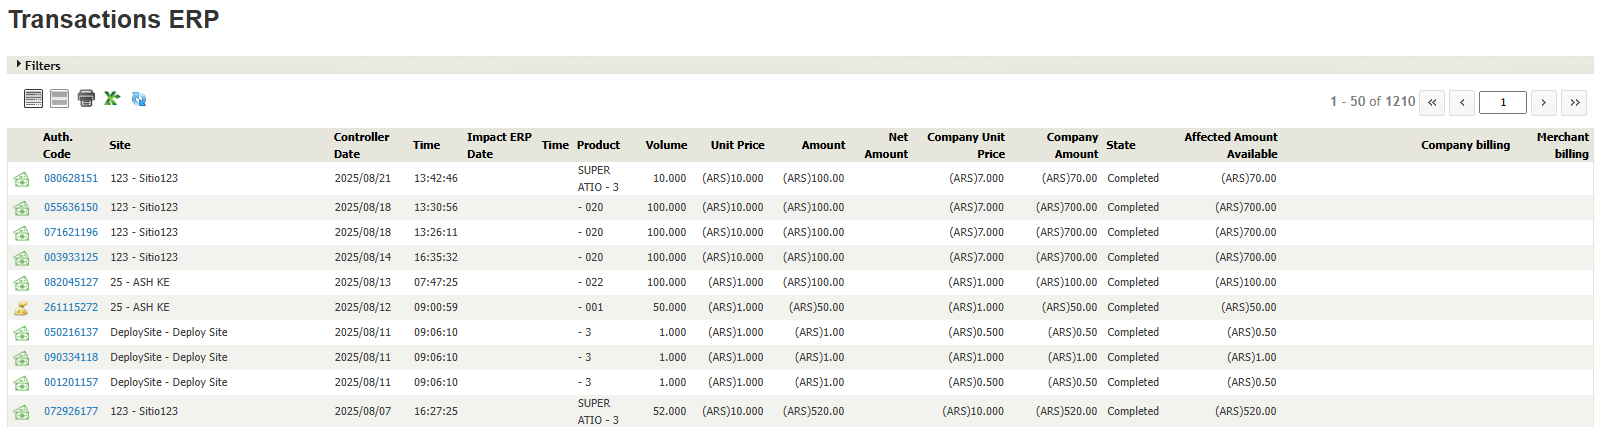 Transactions ERP
Filters
1 - 50 of 1210 « ‹ 1 › »
Auth. Code Site Controller Date Time Impact ERP Date Time Product Volume Unit Price Amount Net Amount Company Unit Price Company Amount State Affected Amount Available Company billing Merchant billing
080628151 123 - Sitio123 2025/08/21 13:42:46 SUPER ATIO - 3 10.000 (ARS)10.000 (ARS)100.00 (ARS)7.000 (ARS)70.00 Completed (ARS)70.00
055636150 123 - Sitio123 2025/08/18 13:30:56 - 020 100.000 (ARS)10.000 (ARS)100.00 (ARS)7.000 (ARS)700.00 Completed (ARS)700.00
071621196 123 - Sitio123 2025/08/18 13:26:11 - 020 100.000 (ARS)10.000 (ARS)100.00 (ARS)7.000 (ARS)700.00 Completed (ARS)700.00
003933125 123 - Sitio123 2025/08/14 16:35:32 - 020 100.000 (ARS)10.000 (ARS)100.00 (ARS)7.000 (ARS)700.00 Completed (ARS)700.00
082045127 25 - ASH KE 2025/08/13 07:47:25 - 022 100.000 (ARS)1.000 (ARS)100.00 (ARS)1.000 (ARS)100.00 Completed (ARS)100.00
261115272 25 - ASH KE 2025/08/12 09:00:59 - 001 50.000 (ARS)1.000 (ARS)50.00 (ARS)1.000 (ARS)50.00 Completed (ARS)50.00
050216137 DeploySite - Deploy Site 2025/08/11 09:06:10 - 3 1.000 (ARS)1.000 (ARS)1.00 (ARS)0.500 (ARS)0.50 Completed (ARS)0.50
090334118 DeploySite - Deploy Site 2025/08/11 09:06:10 - 3 1.000 (ARS)1.000 (ARS)1.00 (ARS)1.000 (ARS)1.00 Completed (ARS)1.00
001201157 DeploySite - Deploy Site 2025/08/11 09:06:10 - 3 1.000 (ARS)1.000 (ARS)1.00 (ARS)0.500 (ARS)0.50 Completed (ARS)0.50
072926177 123 - Sitio123 2025/08/07 16:27:25 SUPER ATIO - 3 52.000 (ARS)10.000 (ARS)520.00 (ARS)10.000 (ARS)520.00 Completed (ARS)520.00